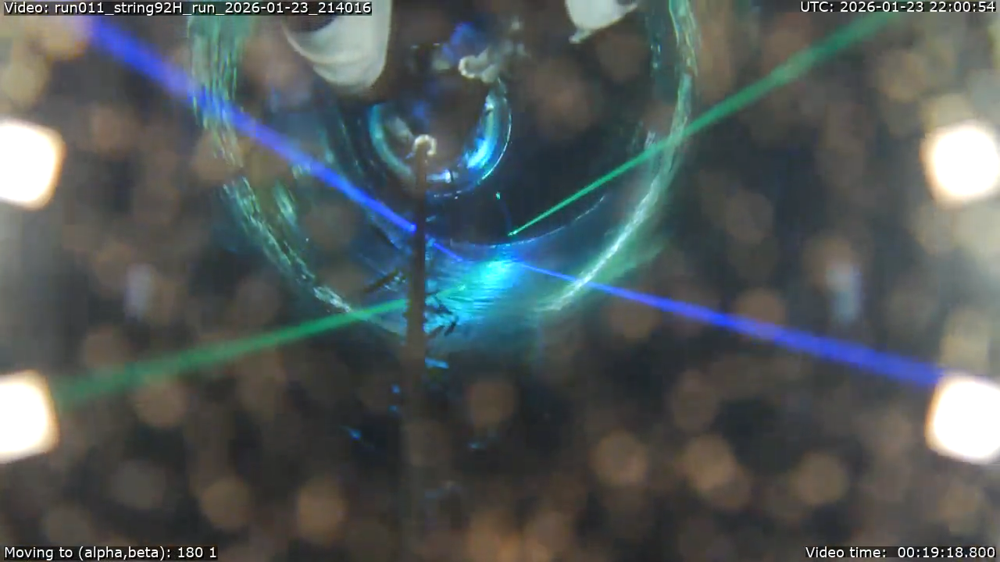 Video: run011_string92H_run_2026-01-23_214016
UTC: 2026-01-23 22:00:54
Moving to (alpha,beta): 180 1
Video time: 00:19:18.800